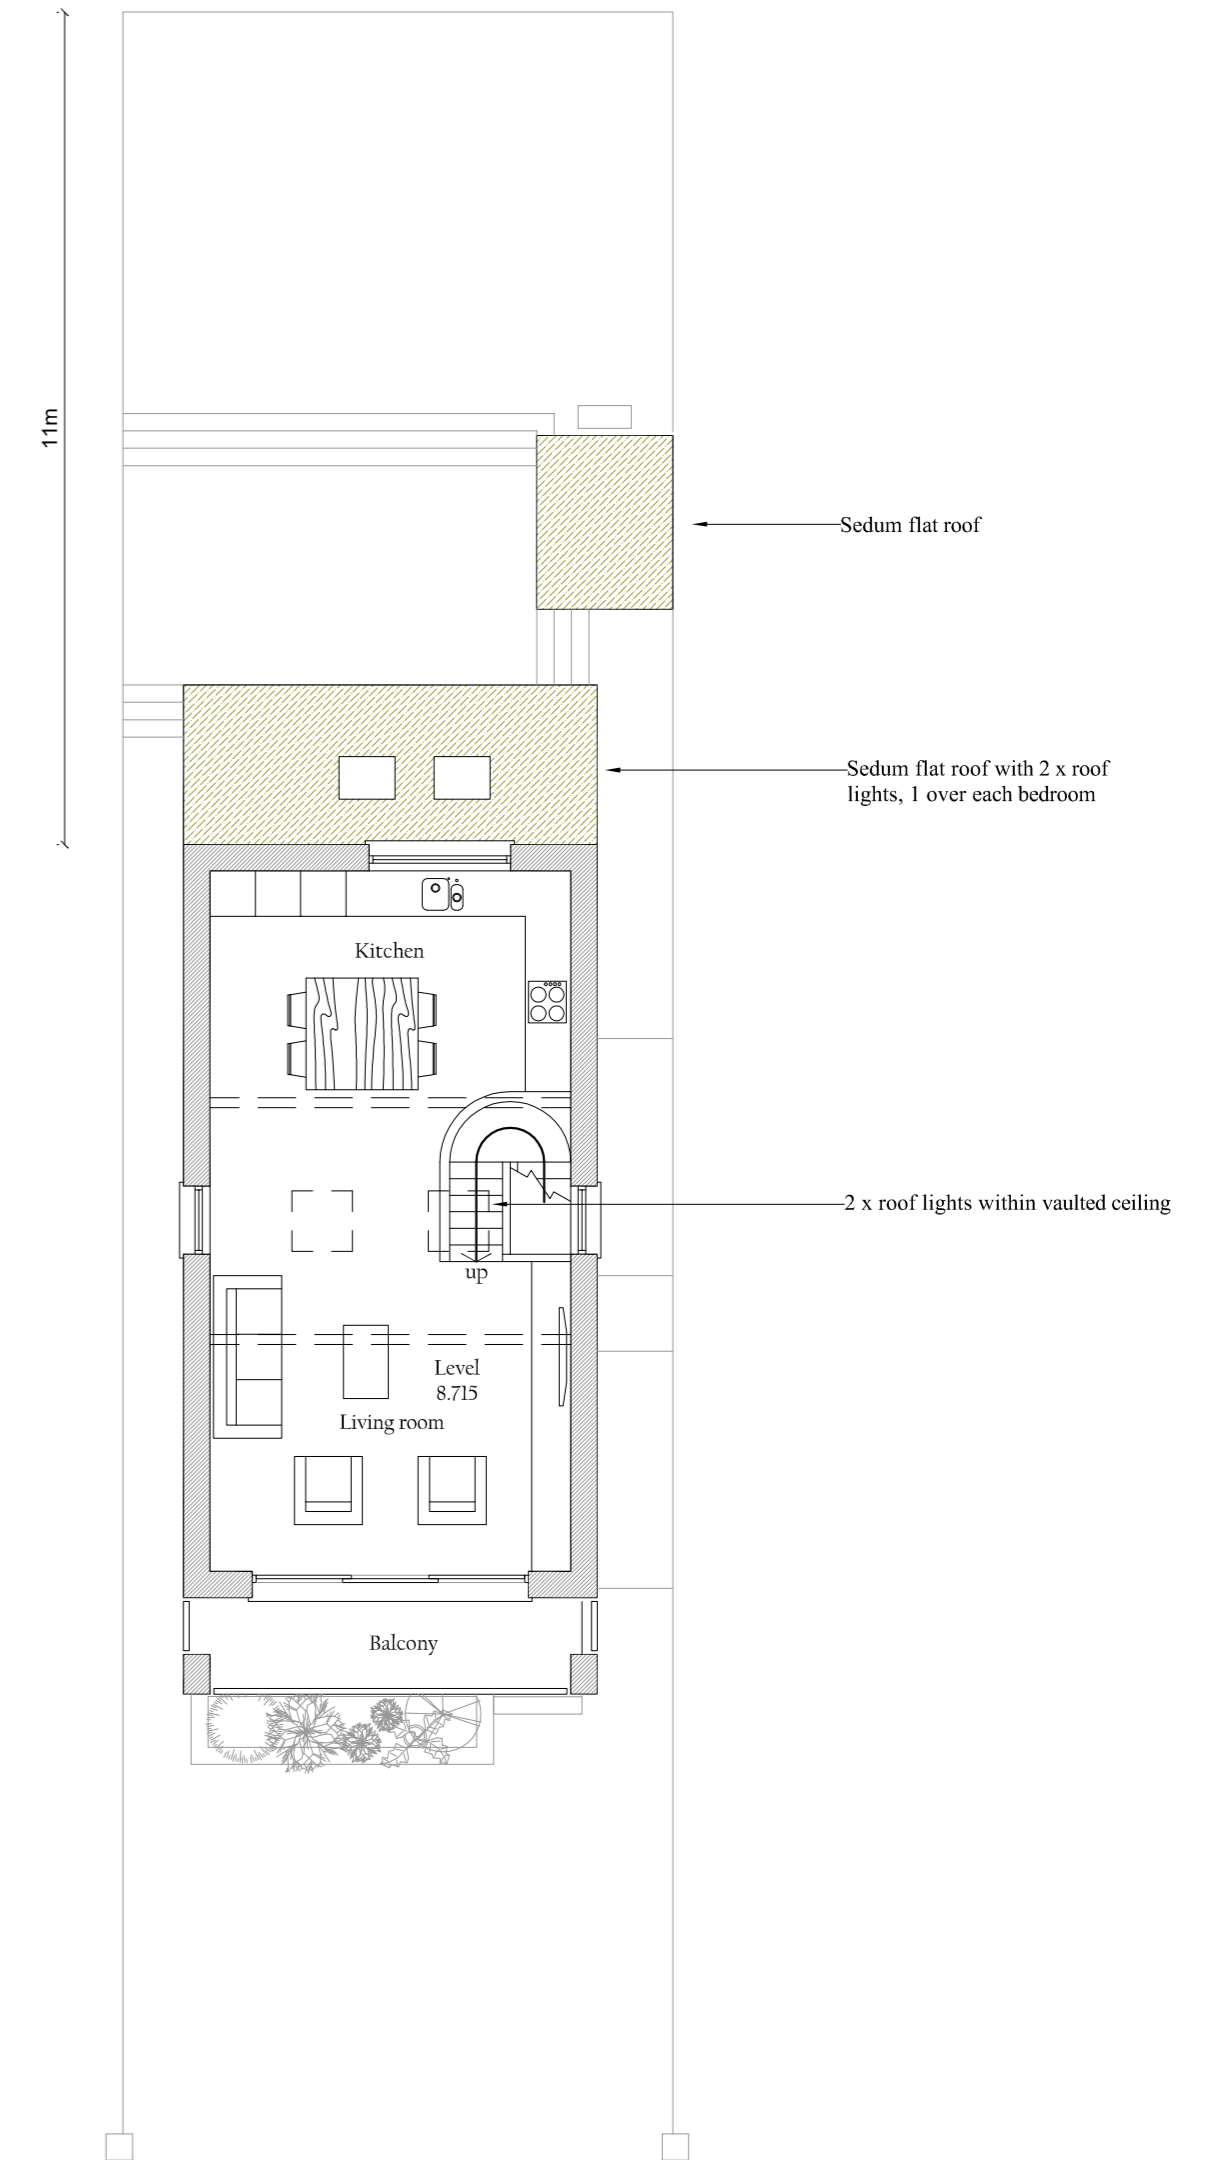 11m
Sedum flat roof
Sedum flat roof with 2 x roof
lights, 1 over each bedroom
Kitchen
2 x roof lights within vaulted ceiling
up
Level
8.715
Living room
Balcony